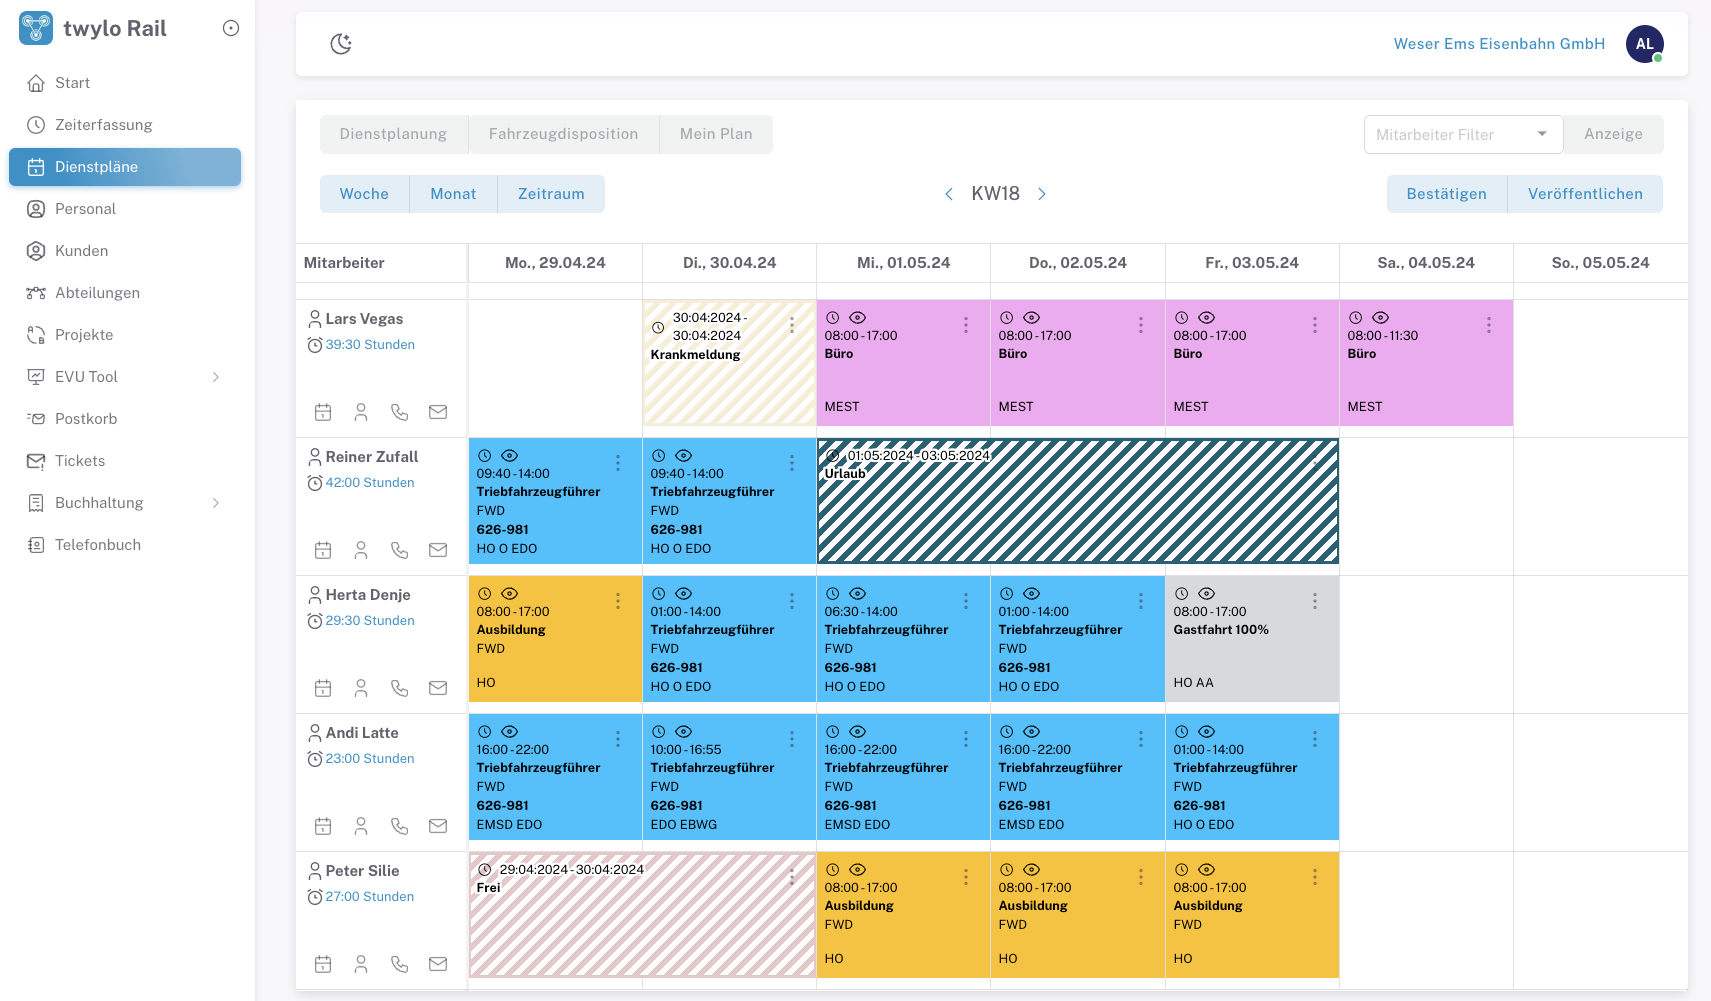 twylo Rail
Start
Zeiterfassung
Dienstpläne
Personal
Kunden
Abteilungen
Projekte
EVU Tool
Postkorb
Tickets
Buchhaltung
Telefonbuch
Weser Ems Eisenbahn GmbH
AL
Dienstplanung Fahrzeugdisposition Mein Plan
Mitarbeiter Filter
Anzeige
Woche Monat Zeitraum
KW18
Bestätigen Veröffentlichen
Mitarbeiter Mo., 29.04.24 Di., 30.04.24 Mi., 01.05.24 Do., 02.05.24 Fr., 03.05.24 Sa., 04.05.24 So., 05.05.24
Lars Vegas
39:30 Stunden
30:04:2024 -
30:04:2024
Krankmeldung
08:00 - 17:00
Büro
MEST
08:00 - 17:00
Büro
MEST
08:00 - 17:00
Büro
MEST
08:00 - 11:30
Büro
MEST
Reiner Zufall
42:00 Stunden
09:40 - 14:00
Triebfahrzeugführer
FWD
626-981
HO O EDO
09:40 - 14:00
Triebfahrzeugführer
FWD
626-981
HO O EDO
01:05:2024 - 03:05:2024
Urlaub
Herta Denje
29:30 Stunden
08:00 - 17:00
Ausbildung
FWD
HO
01:00 - 14:00
Triebfahrzeugführer
FWD
626-981
HO O EDO
06:30 - 14:00
Triebfahrzeugführer
FWD
626-981
HO O EDO
01:00 - 14:00
Triebfahrzeugführer
FWD
626-981
HO O EDO
08:00 - 17:00
Gastfahrt 100%
HO AA
Andi Latte
23:00 Stunden
16:00 - 22:00
Triebfahrzeugführer
FWD
626-981
EMSD EDO
10:00 - 16:55
Triebfahrzeugführer
FWD
626-981
EDO EBWG
16:00 - 22:00
Triebfahrzeugführer
FWD
626-981
EMSD EDO
16:00 - 22:00
Triebfahrzeugführer
FWD
626-981
EMSD EDO
01:00 - 14:00
Triebfahrzeugführer
FWD
626-981
HO O EDO
Peter Silie
27:00 Stunden
29:04:2024 - 30:04:2024
Frei
08:00 - 17:00
Ausbildung
FWD
HO
08:00 - 17:00
Ausbildung
FWD
HO
08:00 - 17:00
Ausbildung
FWD
HO